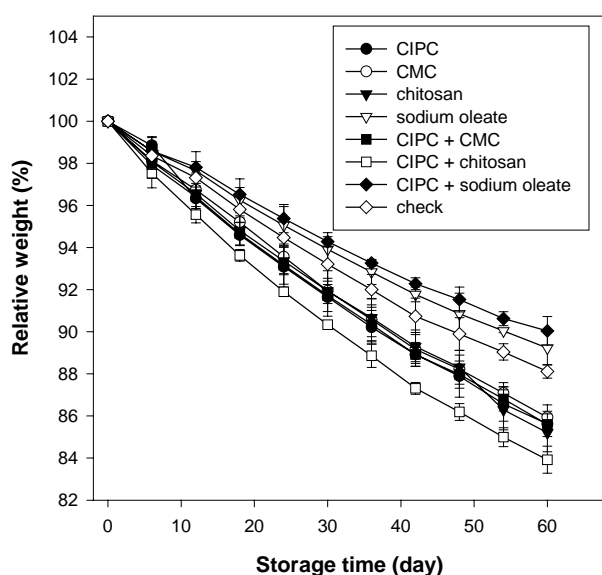 104
102
100
98
96
94
92
90
88
86
84
82
Relative weight (%)
CIPC
CMC
chitosan
sodium oleate
CIPC + CMC
CIPC + chitosan
CIPC + sodium oleate
check
0 10 20 30 40 50 60
Storage time (day)